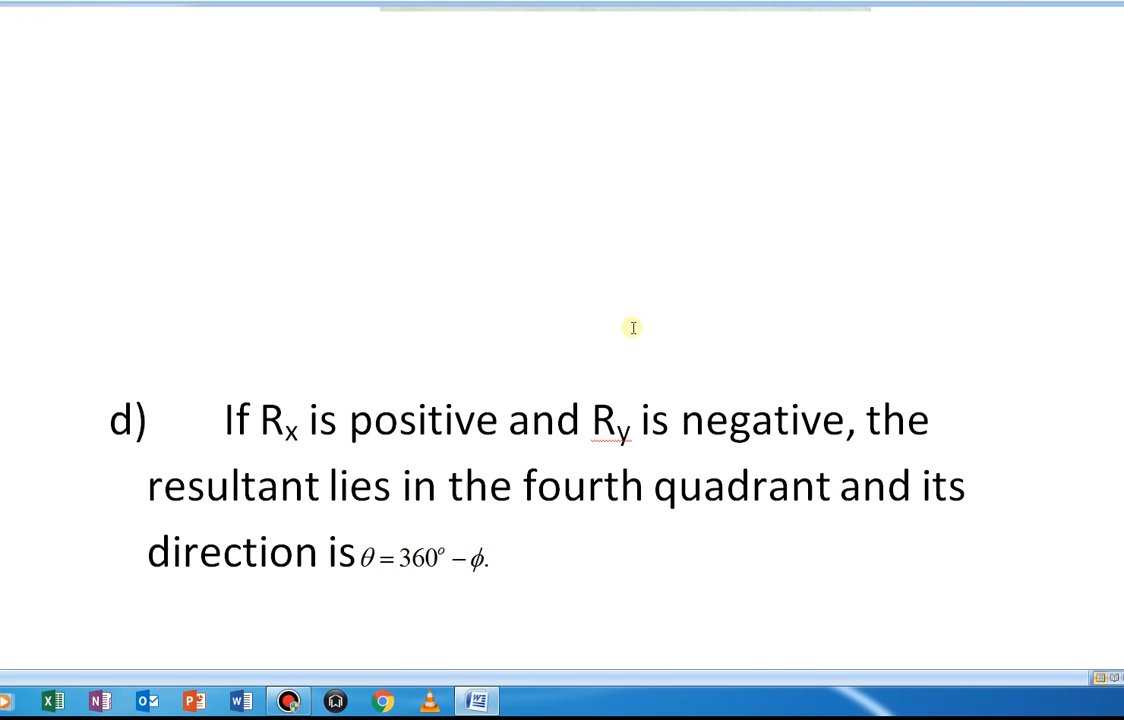 d) If Rₓ is positive and Rᵧ is negative, the
resultant lies in the fourth quadrant and its
direction is θ = 360° − ϕ.